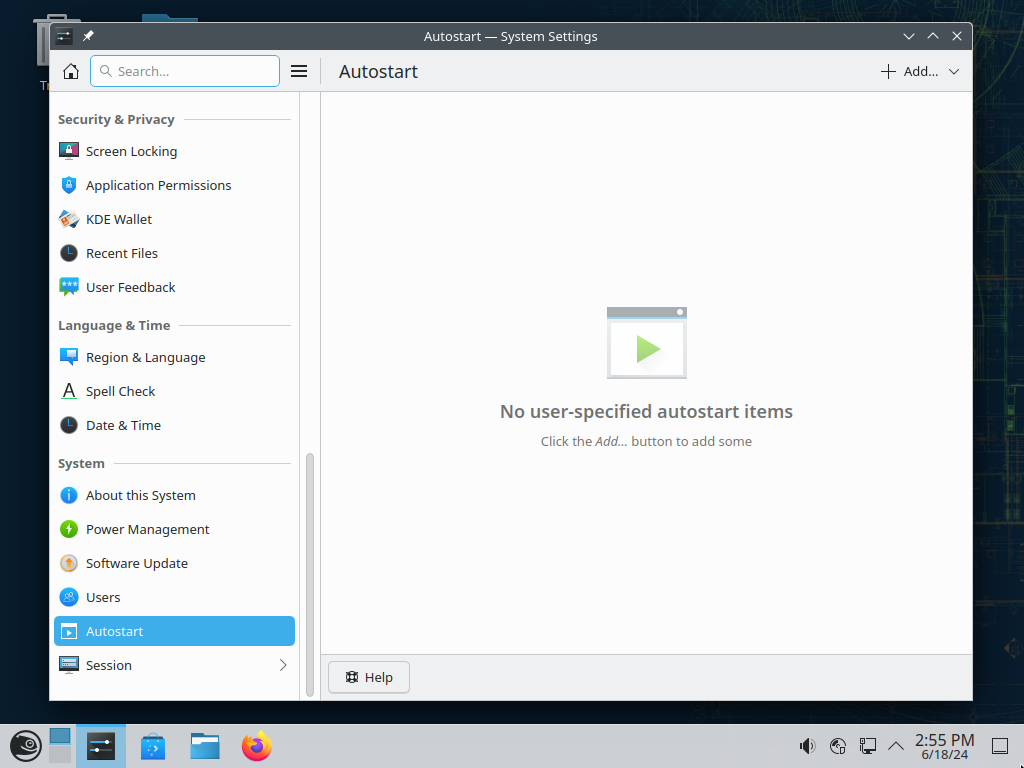 Autostart — System Settings
Search...
Autostart
Add...
Security & Privacy
Screen Locking
Application Permissions
KDE Wallet
Recent Files
User Feedback
Language & Time
Region & Language
Spell Check
Date & Time
System
About this System
Power Management
Software Update
Users
Autostart
Session
No user-specified autostart items
Click the Add... button to add some
Help
2:55 PM
6/18/24